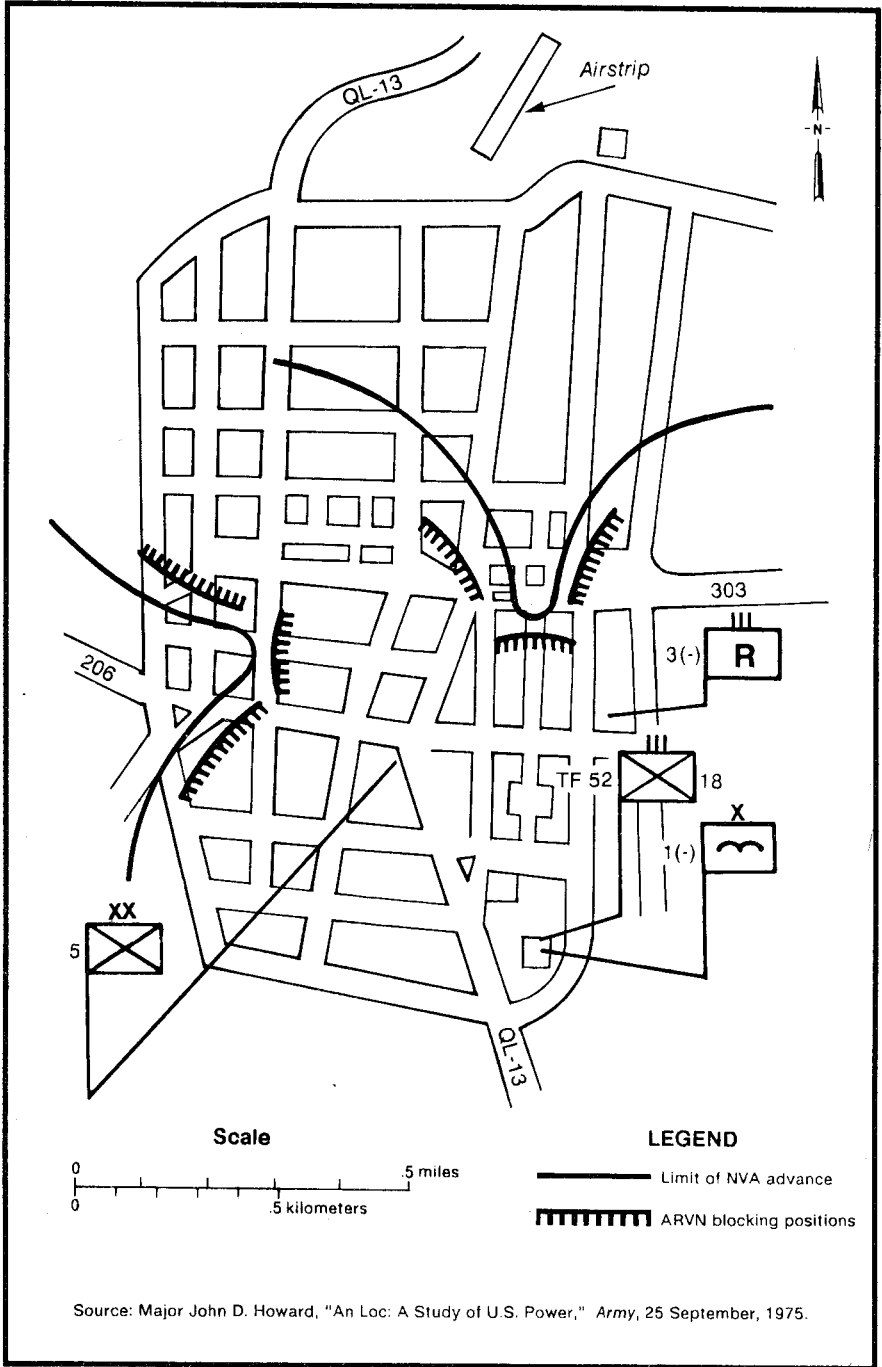 Airstrip
QL-13
-N-
303
3(-) R
206
TF 52 18
X
1(-)
XX
5
QL-13
Scale
0 .5 miles
0 .5 kilometers
LEGEND
Limit of NVA advance
ARVN blocking positions
Source: Major John D. Howard, "An Loc: A Study of U.S. Power," Army, 25 September, 1975.